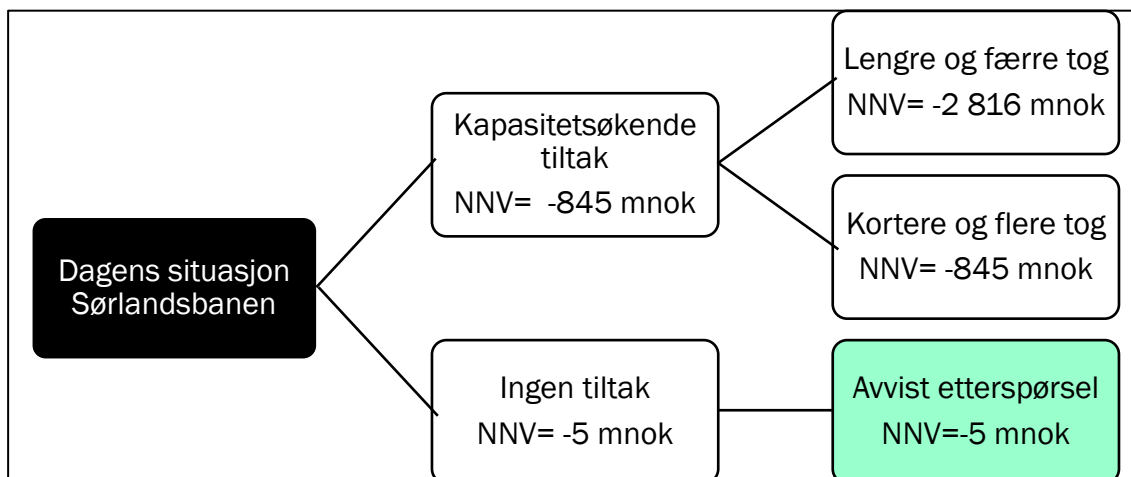 Dagens situasjon
Sørlandsbanen
Kapasitetsøkende
tiltak
NNV= -845 mnok
Lengre og færre tog
NNV= -2 816 mnok
Kortere og flere tog
NNV= -845 mnok
Ingen tiltak
NNV= -5 mnok
Avvist etterspørsel
NNV=-5 mnok